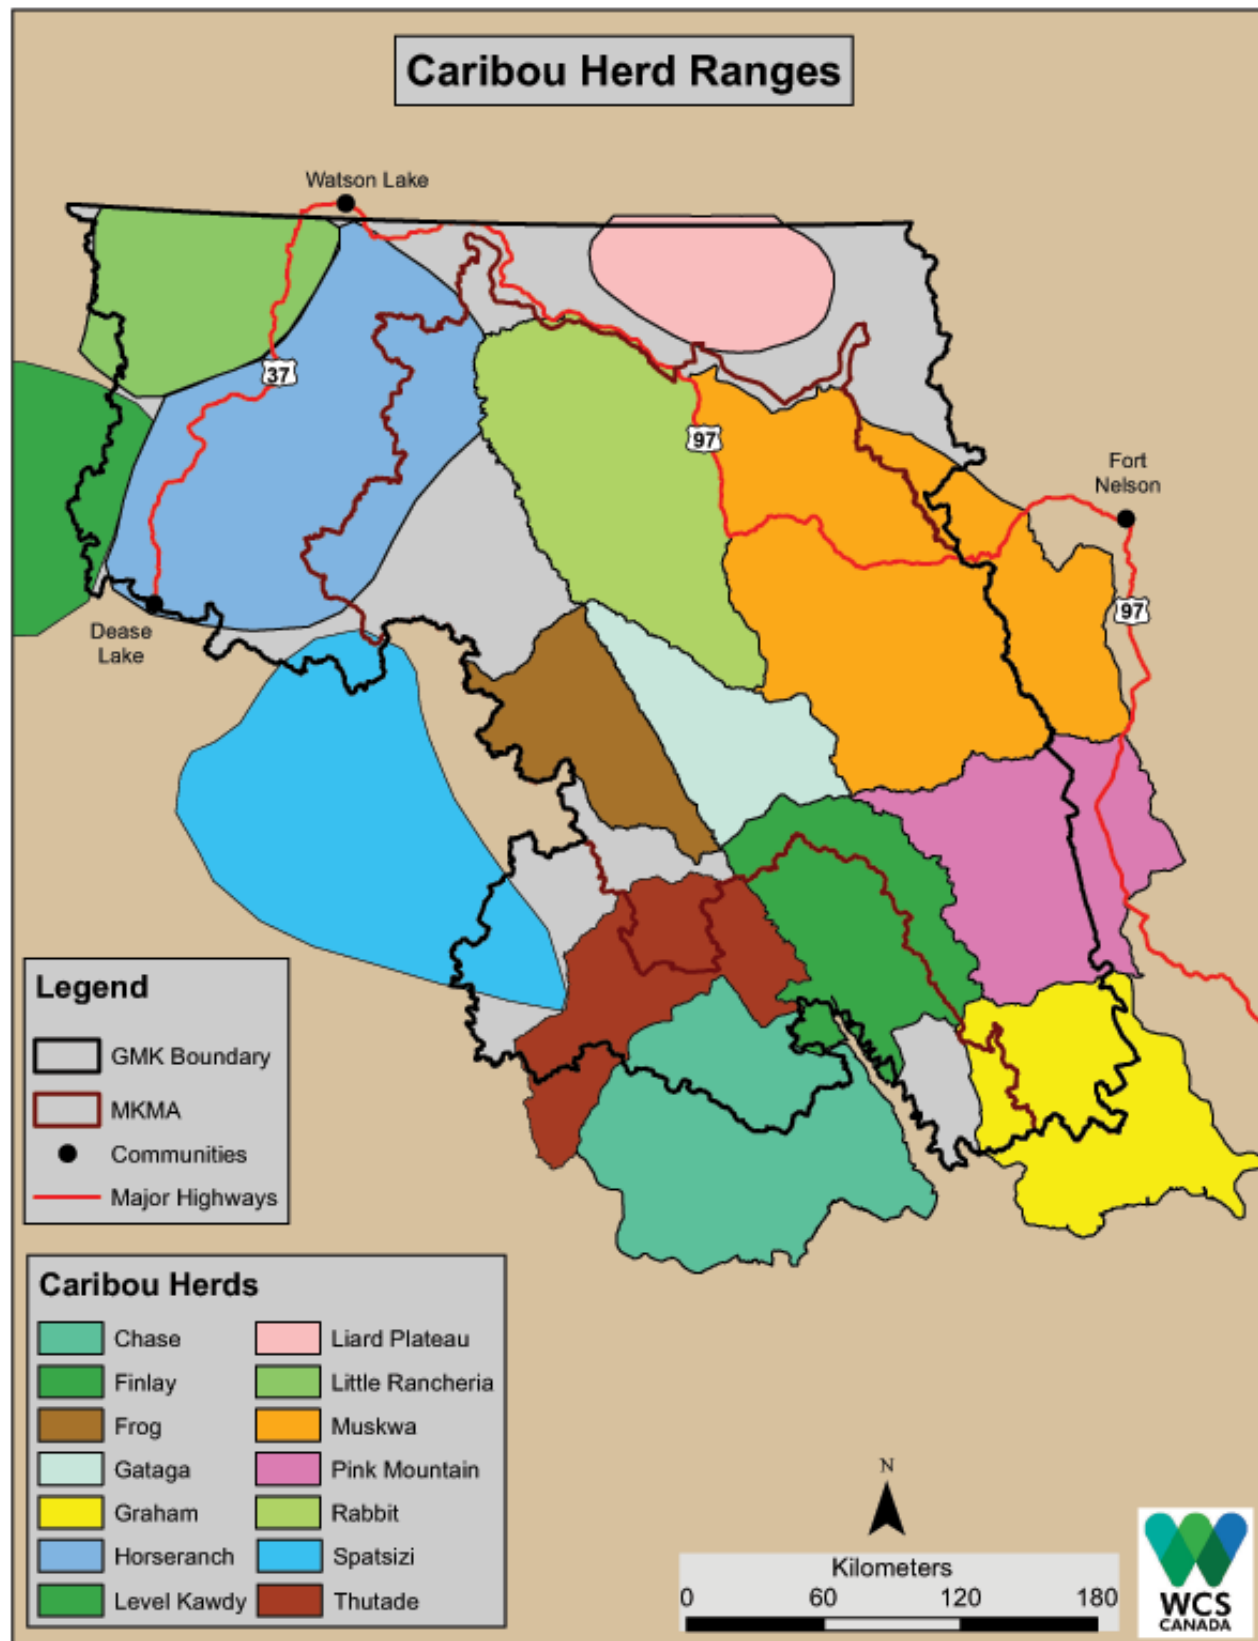 Caribou Herd Ranges
Watson Lake
37
97
Fort
Nelson
97
Dease
Lake
Legend
GMK Boundary
MKMA
Communities
Major Highways
Caribou Herds
Chase
Liard Plateau
Finlay
Little Rancheria
Frog
Muskwa
Gataga
Pink Mountain
Graham
Rabbit
Horseranch
Spatsizi
Level Kawdy
Thutade
N
Kilometers
0 60 120 180
WCS
CANADA